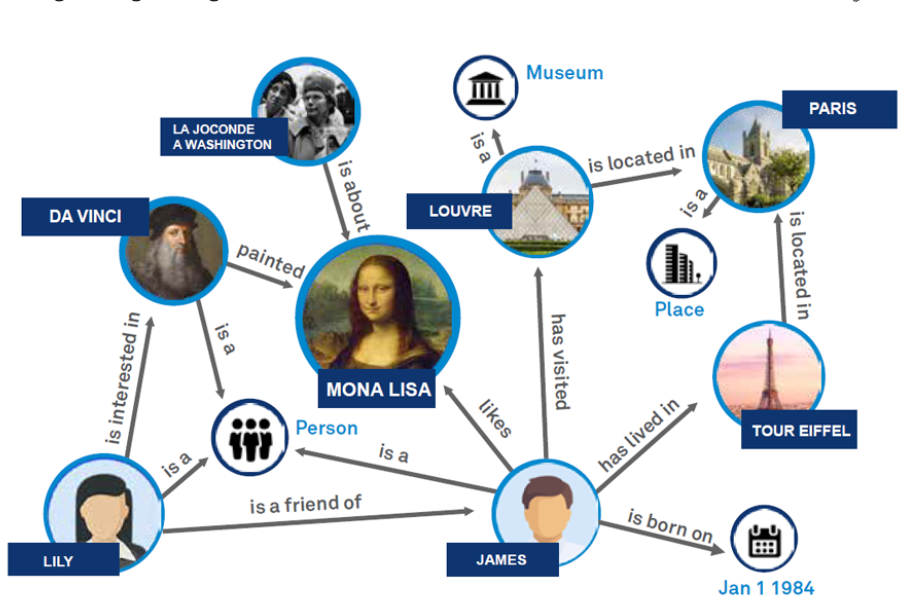 Museum
PARIS
LA JOCONDE
A WASHINGTON
is a
is located in
is about
LOUVRE
is a
DA VINCI
is located in
painted
Place
is interested in
is a
has visited
MONA LISA
likes
TOUR EIFFEL
Person
has lived in
is a
is a
is a friend of
is born on
LILY
JAMES
Jan 1 1984